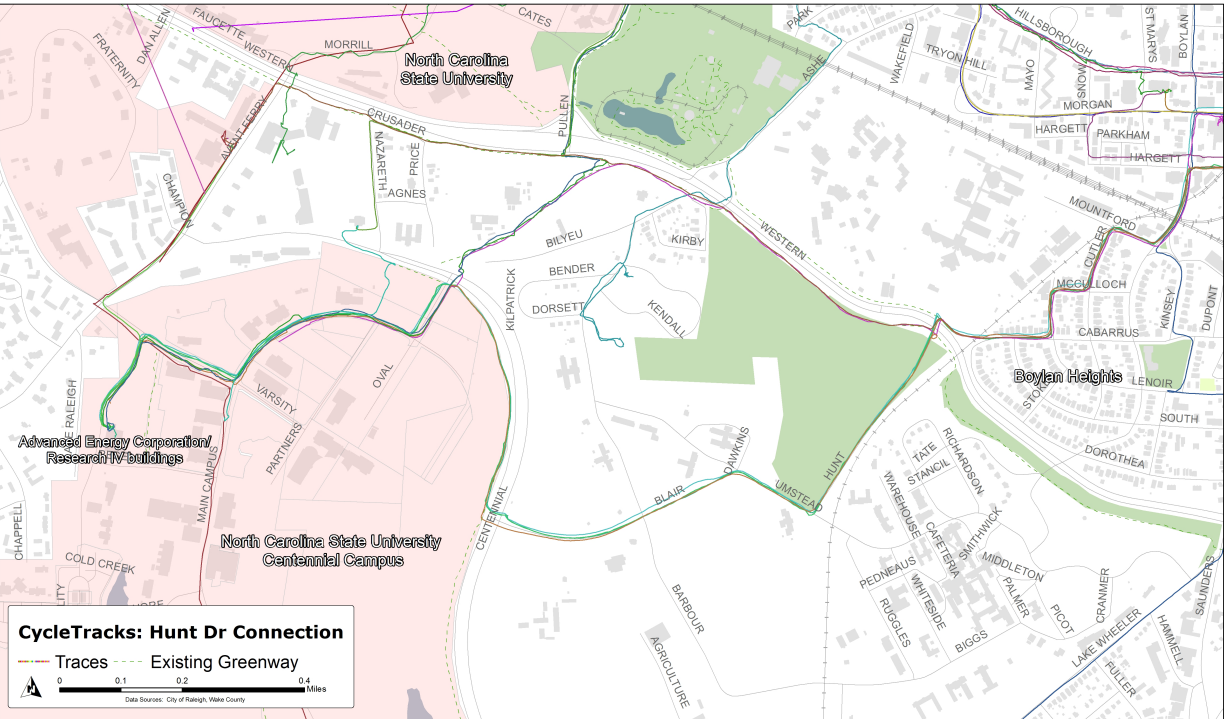 FAUCETTE
CATES
PARK
HILLSBOROUGH
ST MARYS
BOYLAN
DAN ALLEN
FRATERNITY
WESTERN
MORRILL
North Carolina
State University
ASHE
WAKEFIELD
TRYON HILL
MAYO
SNOW
MORGAN
AVENT FERRY
CRUSADER
PULLEN
HARGETT
PARKHAM
HARGETT
NAZARETH
PRICE
AGNES
CHAMPION
MOUNTFORD
BILYEU
KIRBY
WESTERN
CUTLER
KILPATRICK
BENDER
DORSETT
KENDALL
MCCULLOCH
KINSEY
DUPONT
CABARRUS
OVAL
VARSITY
Boylan Heights
LENOIR
SOUTH
Advanced Energy Corporation/
Research IV buildings
PARTNERS
MAIN CAMPUS
DAWKINS
HUNT
TATE
STANCIL
RICHARDSON
DOROTHEA
BLAIR
UMSTEAD
WAREHOUSE
CENTENNIAL
CHAPPELL
North Carolina State University
Centennial Campus
CAFETERIA
SMITHWICK
COLD CREEK
PEDNEAUS
WHITESIDE
MIDDLETON
PALMER
CRANMER
SAUNDERS
BARBOUR
RUGGLES
PICOT
BIGGS
LAKE WHEELER
HAMMELL
AGRICULTURE
FULLER
CycleTracks: Hunt Dr Connection
Traces Existing Greenway
N
0 0.1 0.2 0.4
Miles
Data Sources: City of Raleigh, Wake County